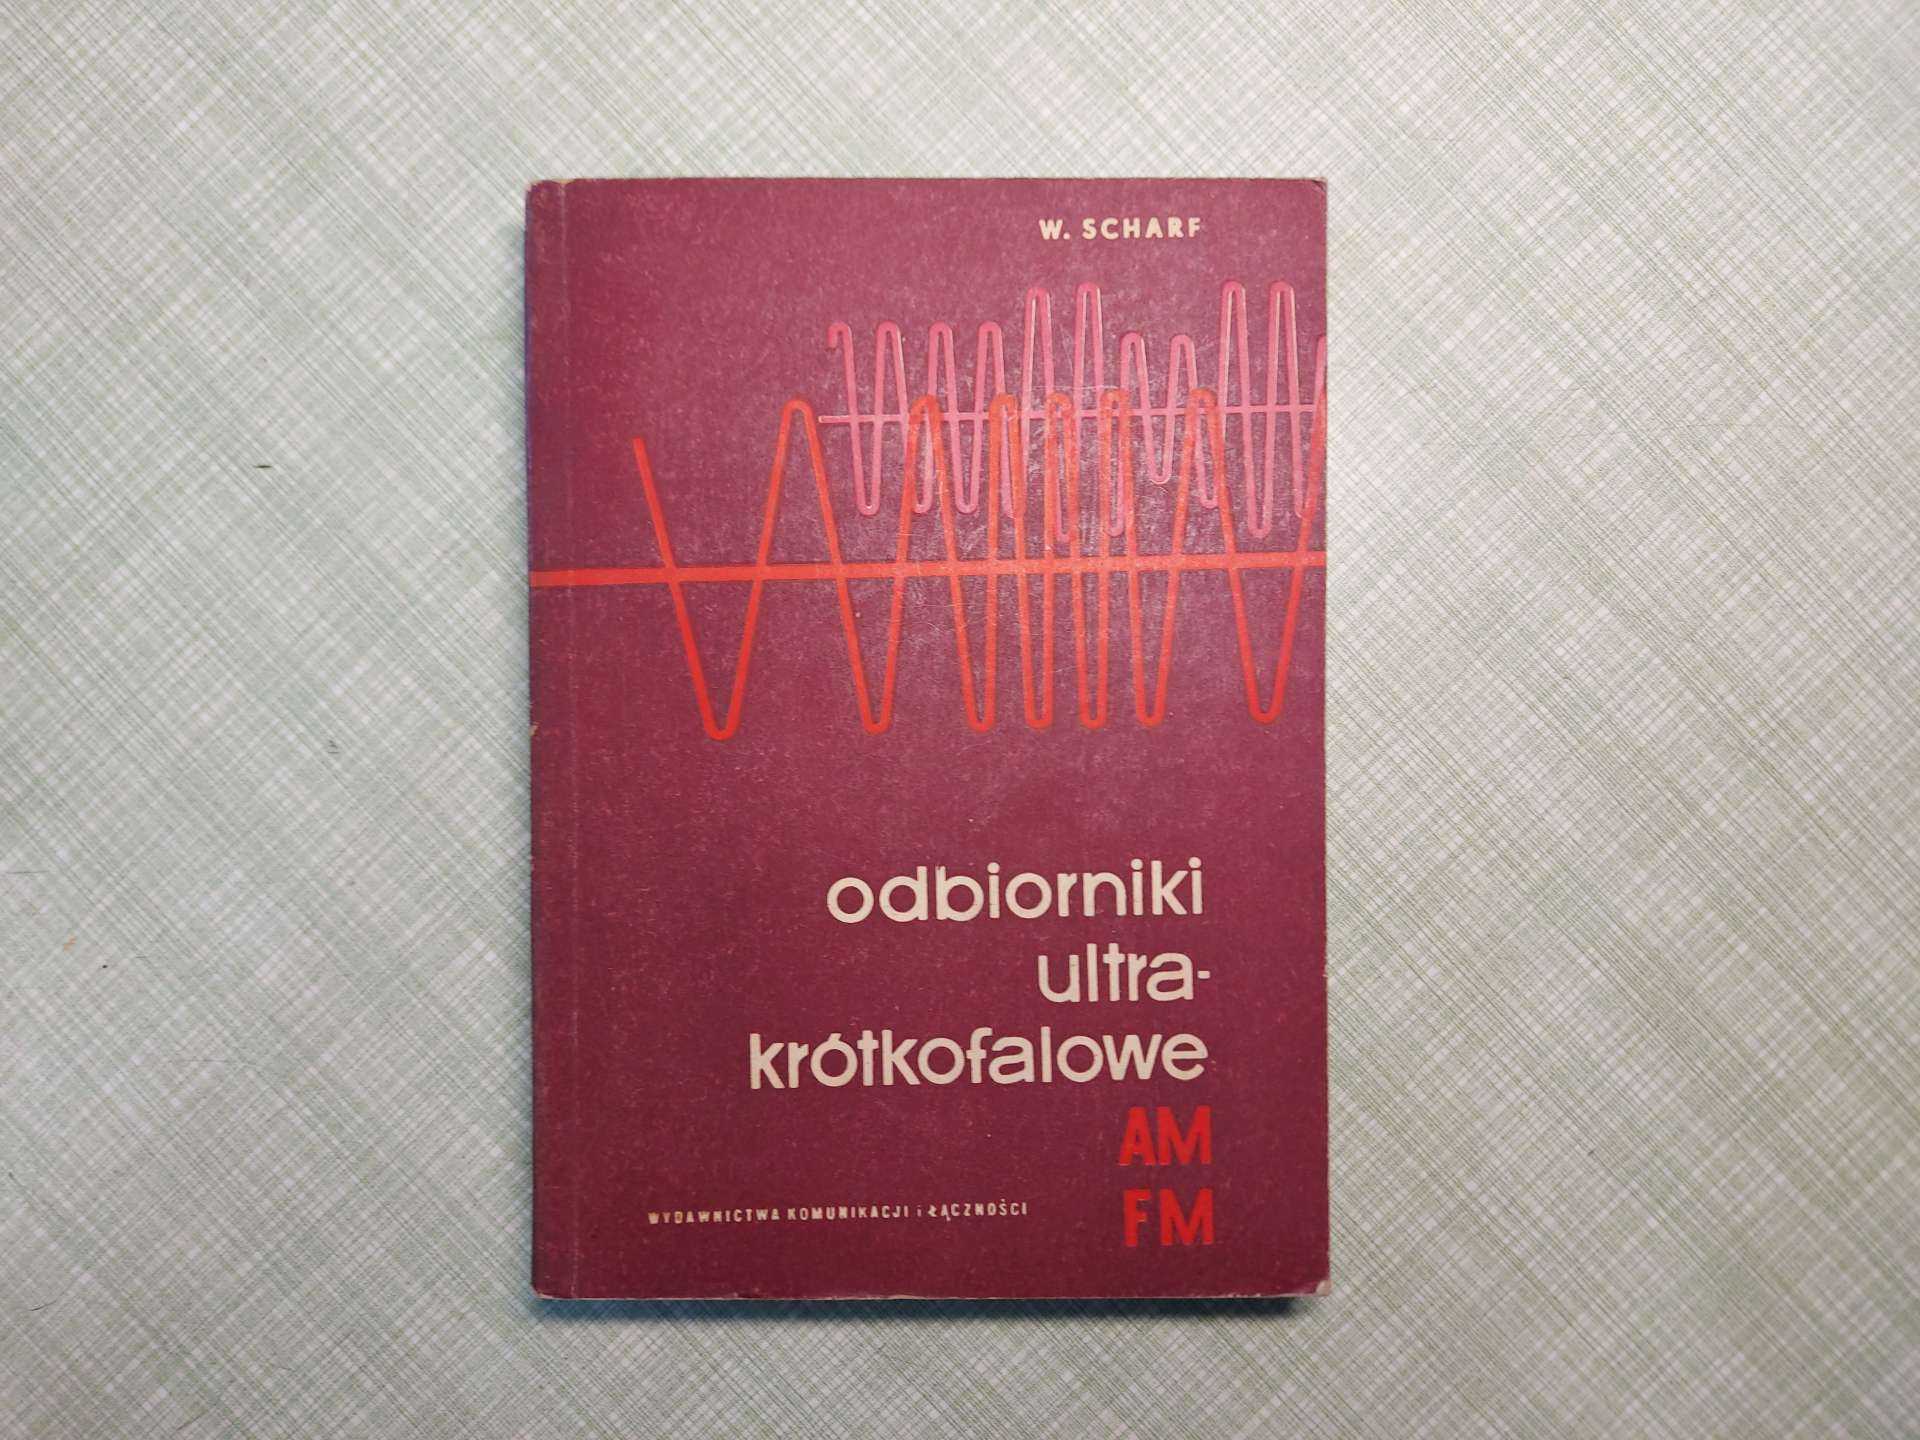 W. SCHARF
odbiorniki
ultra-
krótkofalowe
AM
FM
WYDAWNICTWA KOMUNIKACJI i ŁĄCZNOŚCI